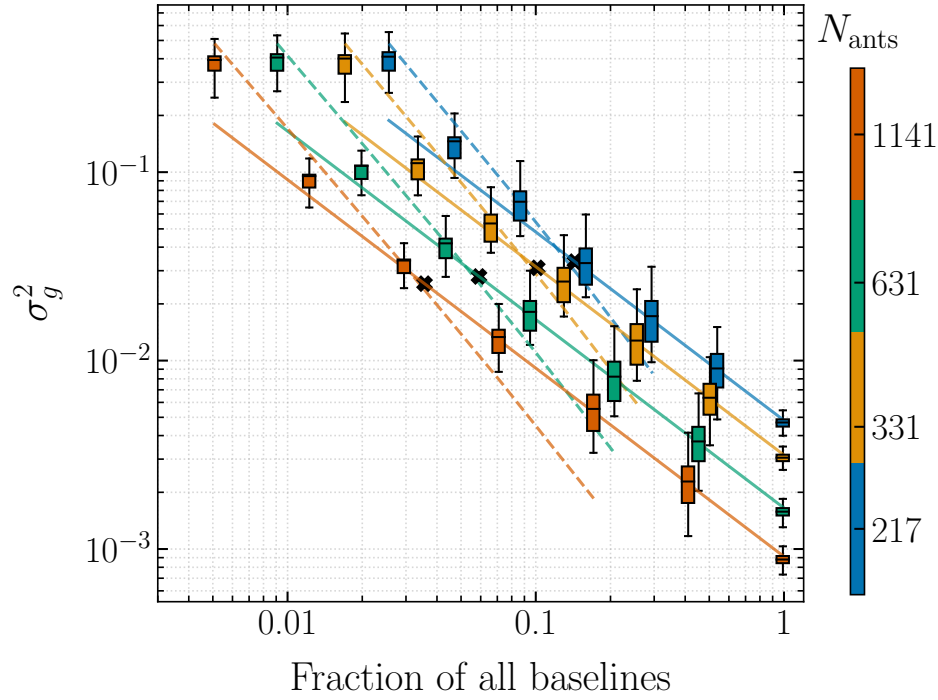 N_ants
10^{-1}
10^{-2}
10^{-3}
σ_g^2
0.01 0.1 1
Fraction of all baselines
1141
631
331
217